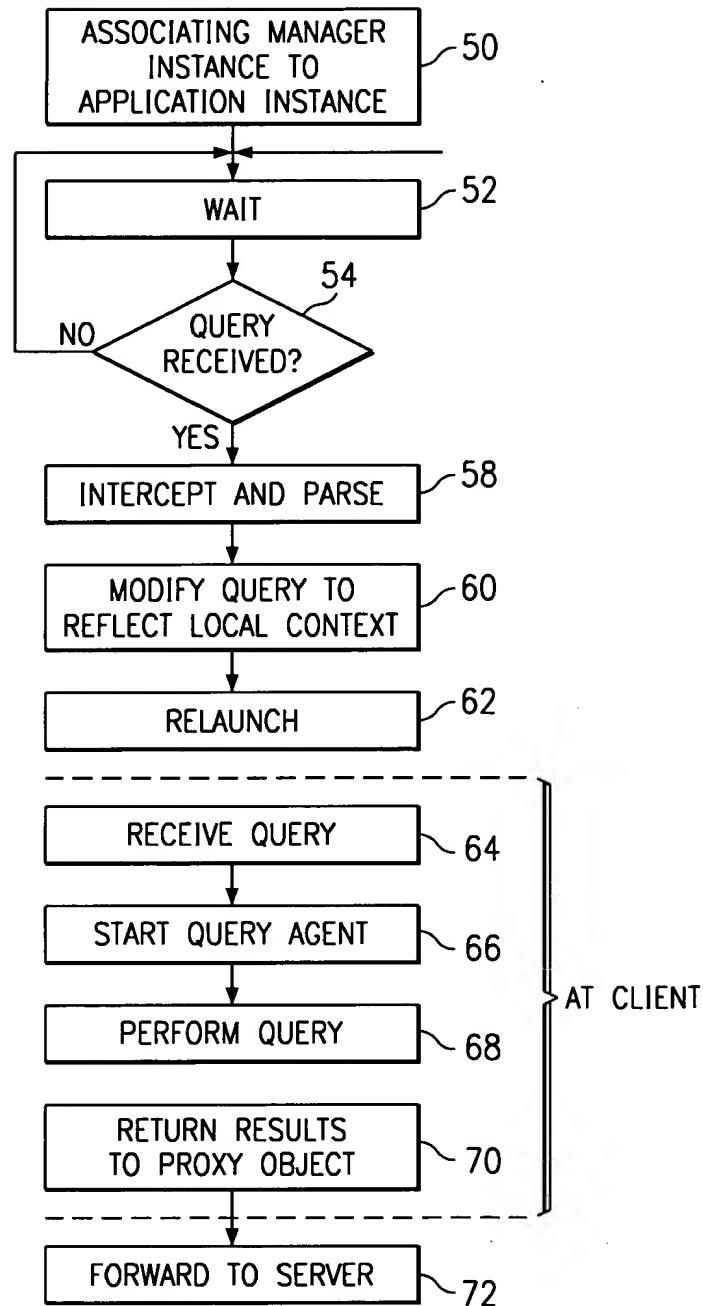 ASSOCIATING MANAGER
INSTANCE TO
APPLICATION INSTANCE
50
WAIT
52
54
QUERY
RECEIVED?
NO
YES
INTERCEPT AND PARSE
58
MODIFY QUERY TO
REFLECT LOCAL CONTEXT
60
RELAUNCH
62
RECEIVE QUERY
64
START QUERY AGENT
66
AT CLIENT
PERFORM QUERY
68
RETURN RESULTS
TO PROXY OBJECT
70
FORWARD TO SERVER
72